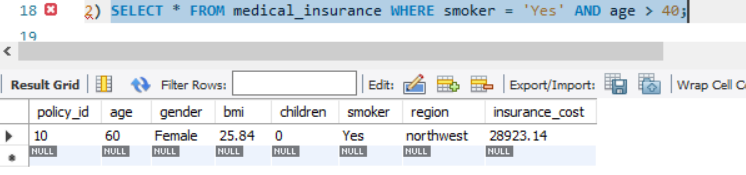 18 2) SELECT * FROM medical_insurance WHERE smoker = 'Yes' AND age > 40;
19
Result Grid Filter Rows: Edit: Export/Import: Wrap Cell C
policy_id age gender bmi children smoker region insurance_cost
10 60 Female 25.84 0 Yes northwest 28923.14
NULL NULL NULL NULL NULL NULL NULL NULL